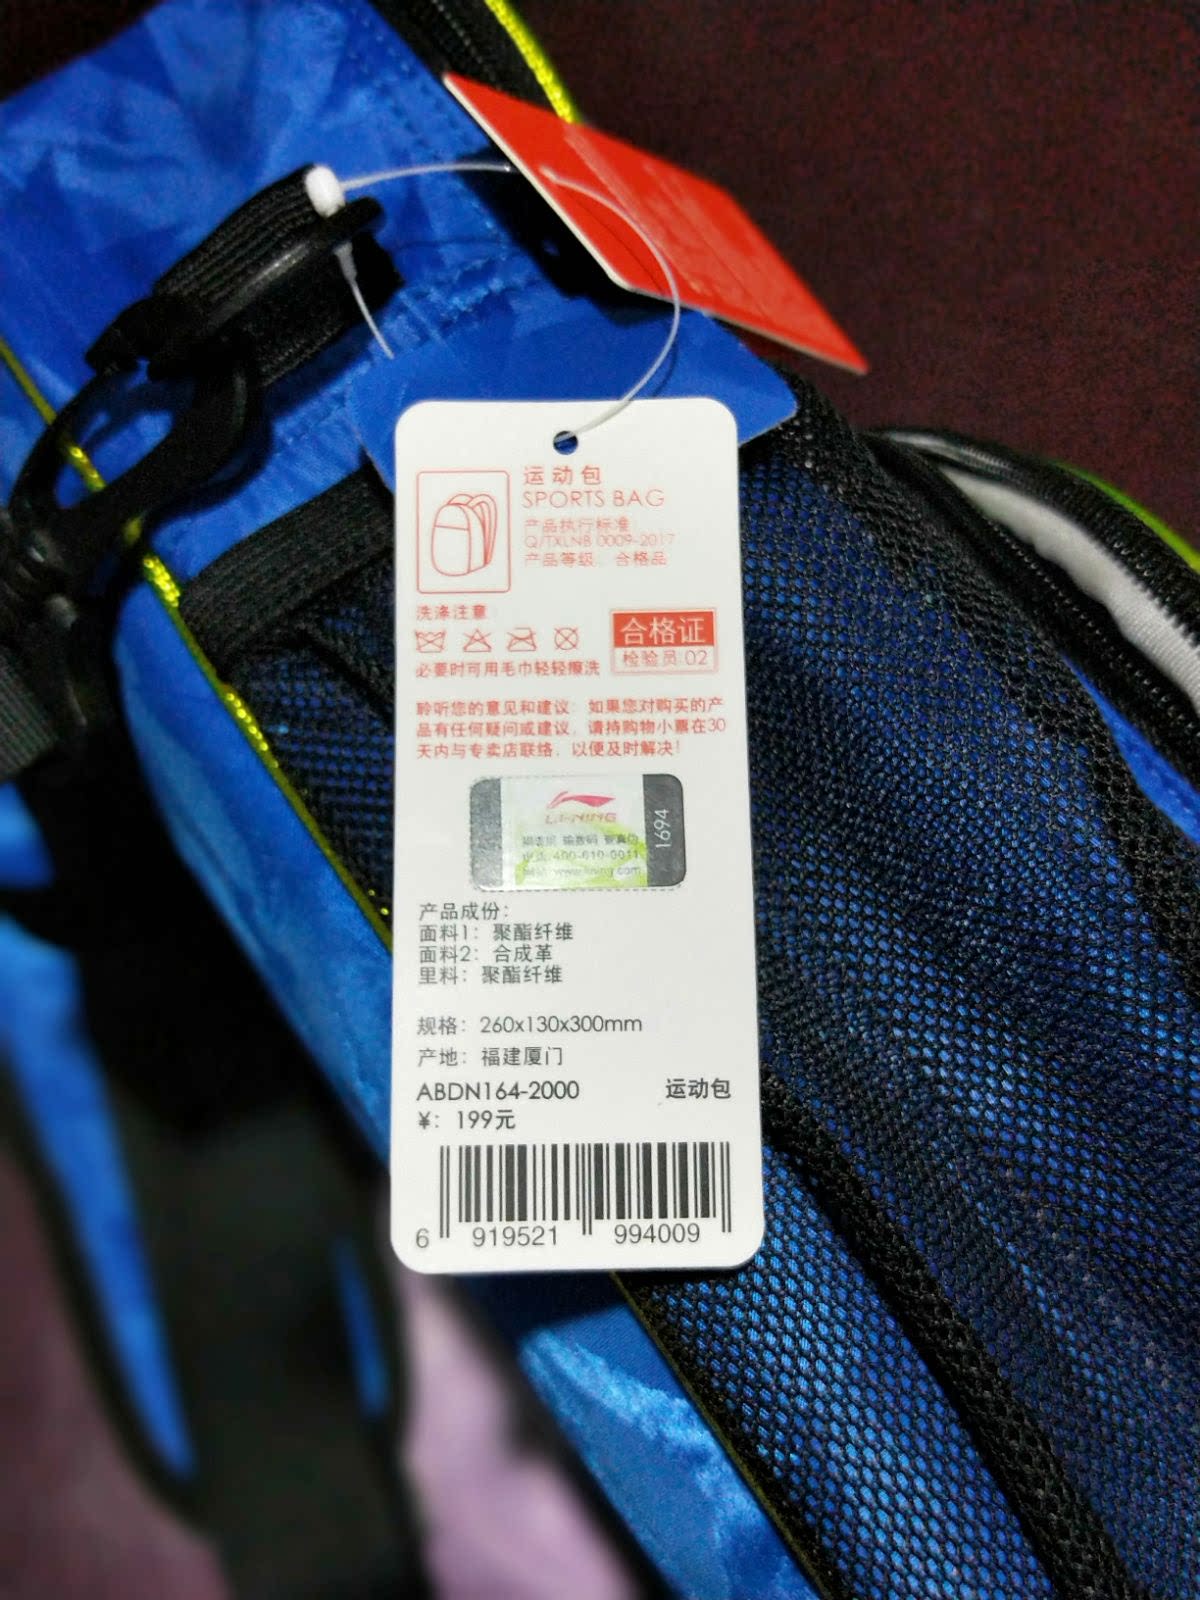 运动包
SPORTS BAG
产品执行标准
Q/TXLNB 0009-2017
产品等级: 合格品
洗涤注意
必要时可用毛巾轻轻擦洗
合格证
检验员 02
聆听您的意见和建议: 如果您对购买的产
品有任何疑问或建议, 请持购物小票在30
天内与专卖店联络, 以便及时解决!
LI-NING
400-610-0011
www.lining.com
1694
产品成份:
面料1: 聚酯纤维
面料2: 合成革
里料: 聚酯纤维
规格: 260x130x300mm
产地: 福建厦门
ABDN164-2000 运动包
¥: 199元
6 919521 994009